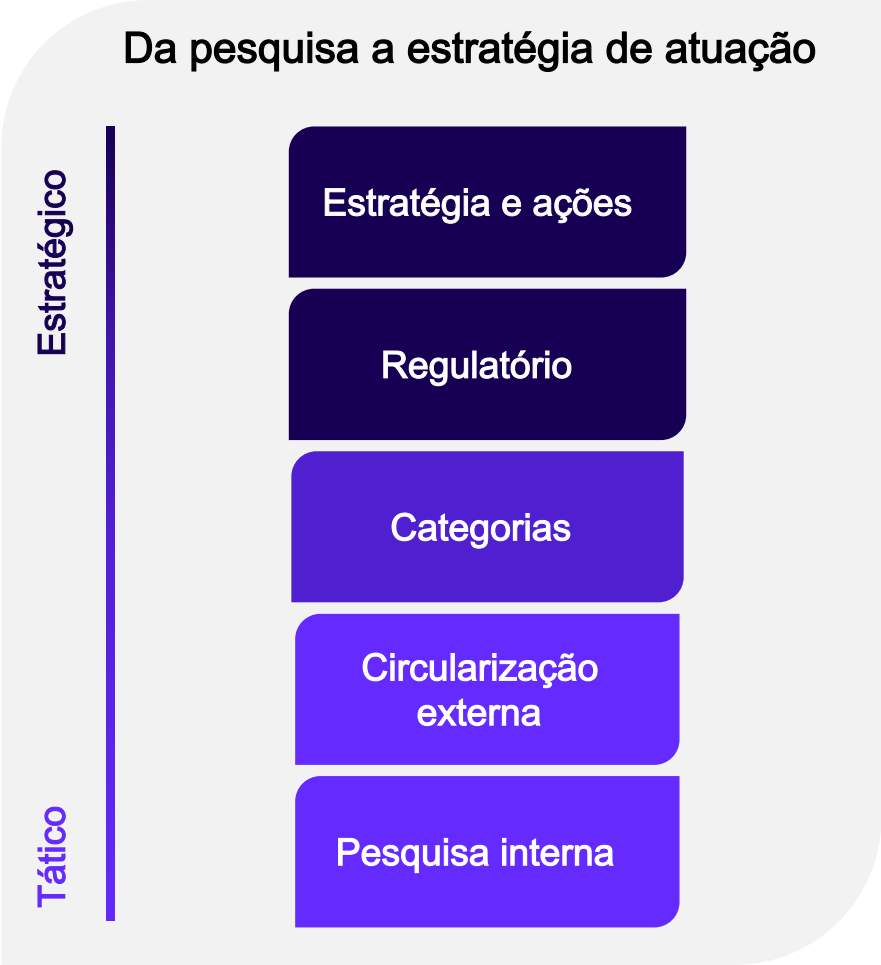 Da pesquisa a estratégia de atuação
Estratégico
Estratégia e ações
Regulatório
Categorias
Circularização
externa
Tático
Pesquisa interna